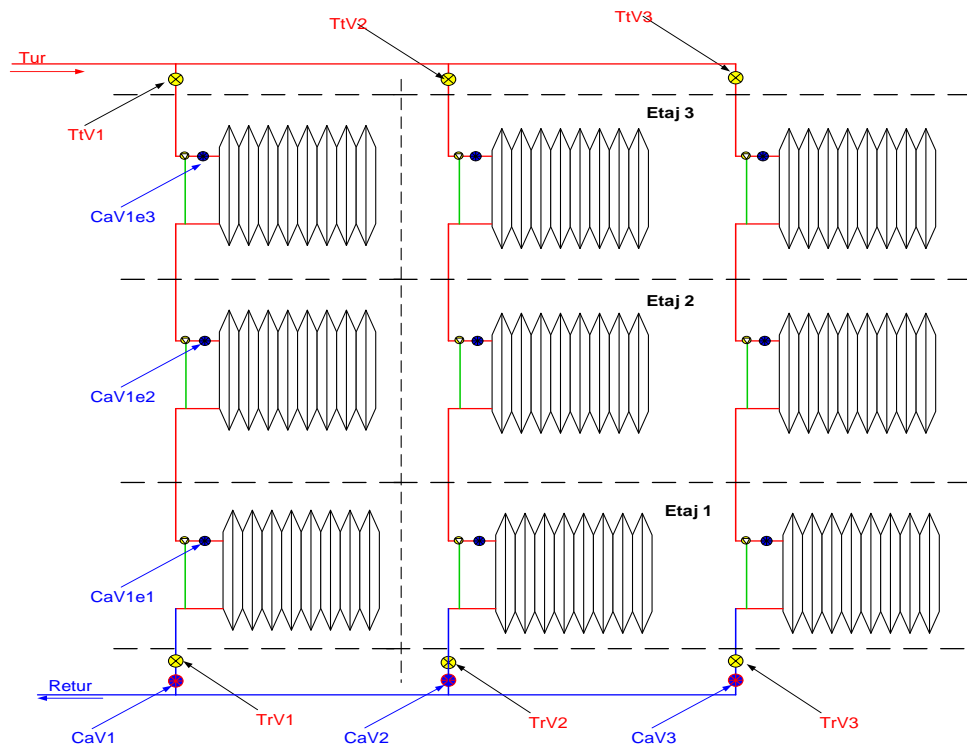 TtV2
TtV3
Tur
TtV1
Etaj 3
CaV1e3
Etaj 2
CaV1e2
Etaj 1
CaV1e1
Retur
CaV1
TrV1
CaV2
TrV2
CaV3
TrV3